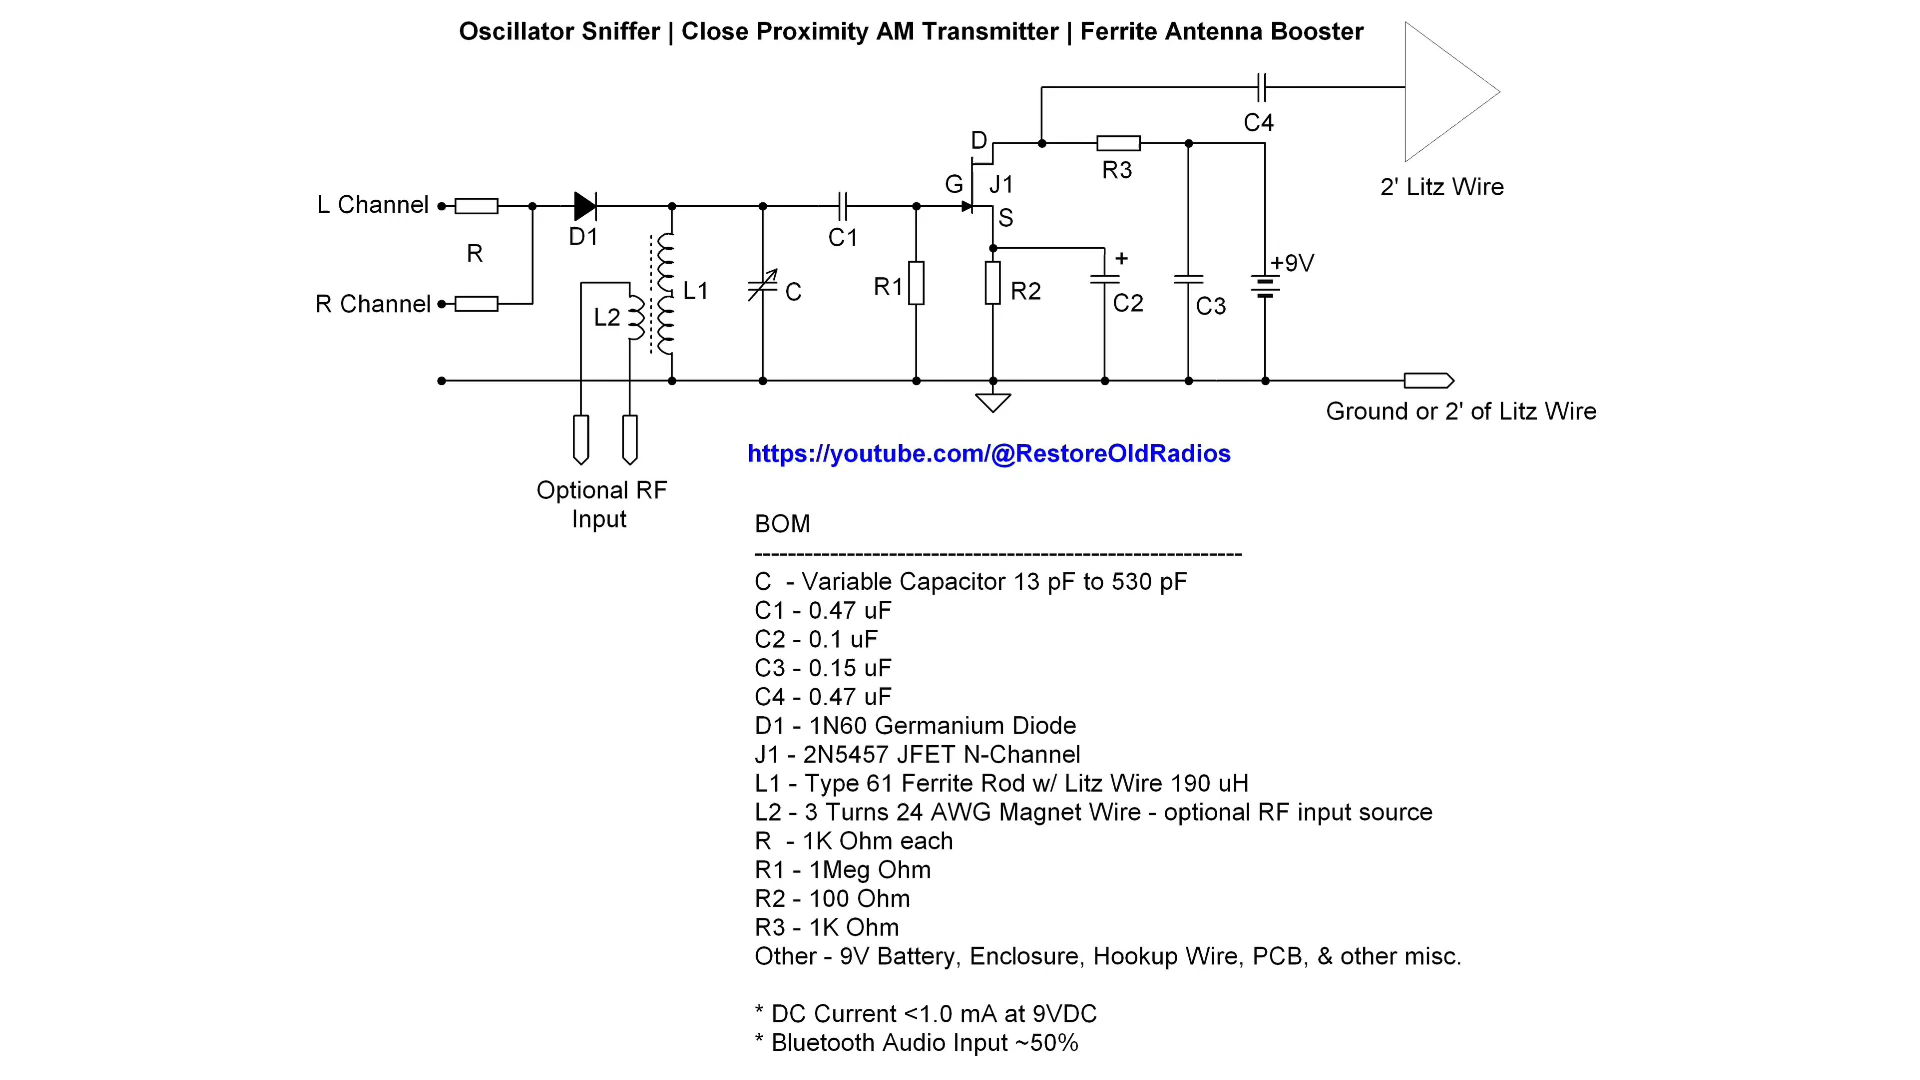 Oscillator Sniffer | Close Proximity AM Transmitter | Ferrite Antenna Booster
C4
D
R3
2' Litz Wire
G
J1
L Channel
S
D1
C1
R
+
+9V
R1
R2
L1
C
C2
C3
R Channel
L2
Ground or 2' of Litz Wire
https://youtube.com/@RestoreOldRadios
Optional RF
Input
BOM
----------------------------------------------------------
C - Variable Capacitor 13 pF to 530 pF
C1 - 0.47 uF
C2 - 0.1 uF
C3 - 0.15 uF
C4 - 0.47 uF
D1 - 1N60 Germanium Diode
J1 - 2N5457 JFET N-Channel
L1 - Type 61 Ferrite Rod w/ Litz Wire 190 uH
L2 - 3 Turns 24 AWG Magnet Wire - optional RF input source
R - 1K Ohm each
R1 - 1Meg Ohm
R2 - 100 Ohm
R3 - 1K Ohm
Other - 9V Battery, Enclosure, Hookup Wire, PCB, & other misc.
* DC Current <1.0 mA at 9VDC
* Bluetooth Audio Input ~50%